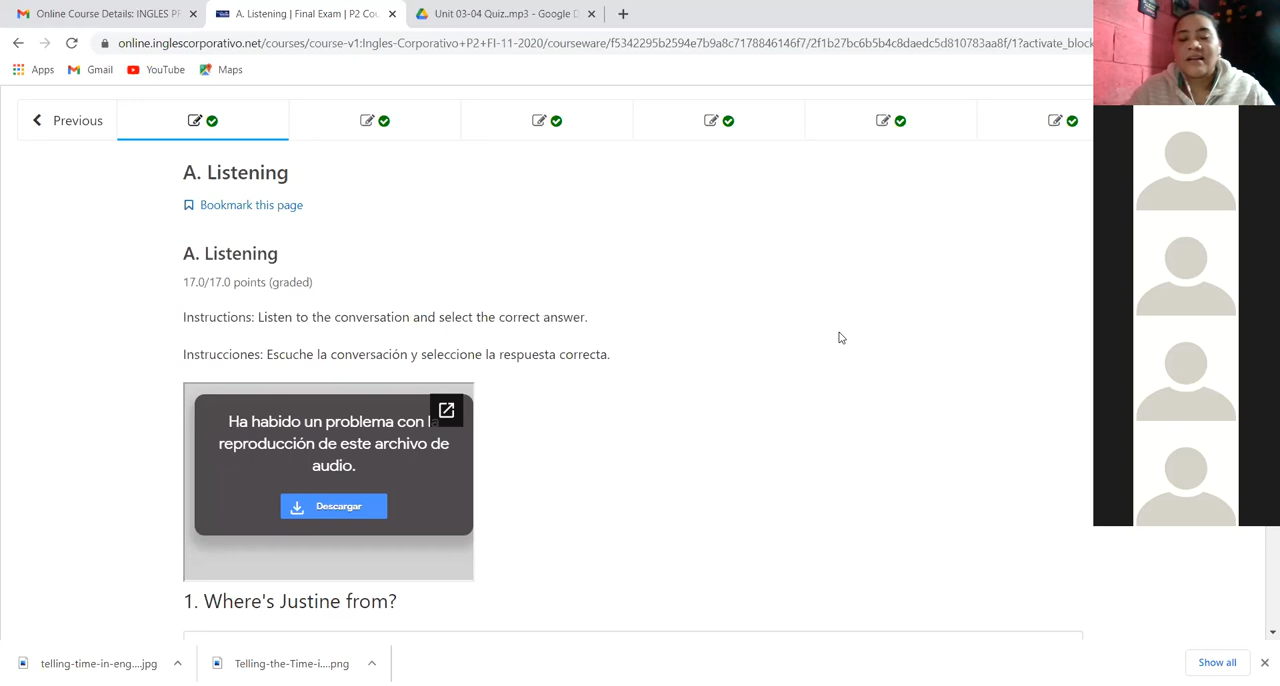 Online Course Details: INGLES PR
A. Listening | Final Exam | P2 Cou
Unit 03-04 Quiz..mp3 - Google D
online.inglescorporativo.net/courses/course-v1:Ingles-Corporativo+P2+FI-11-2020/courseware/f5342295b2594e7b9a8c7178846146f7/2f1b27bc6b5b4c8daedc5d810783aa8f/1?activate_block
Apps
Gmail
YouTube
Maps
Previous
A. Listening
Bookmark this page
A. Listening
17.0/17.0 points (graded)
Instructions: Listen to the conversation and select the correct answer.
Instrucciones: Escuche la conversación y seleccione la respuesta correcta.
Ha habido un problema con la
reproducción de este archivo de
audio.
Descargar
1. Where's Justine from?
telling-time-in-eng....jpg
Telling-the-Time-i....png
Show all